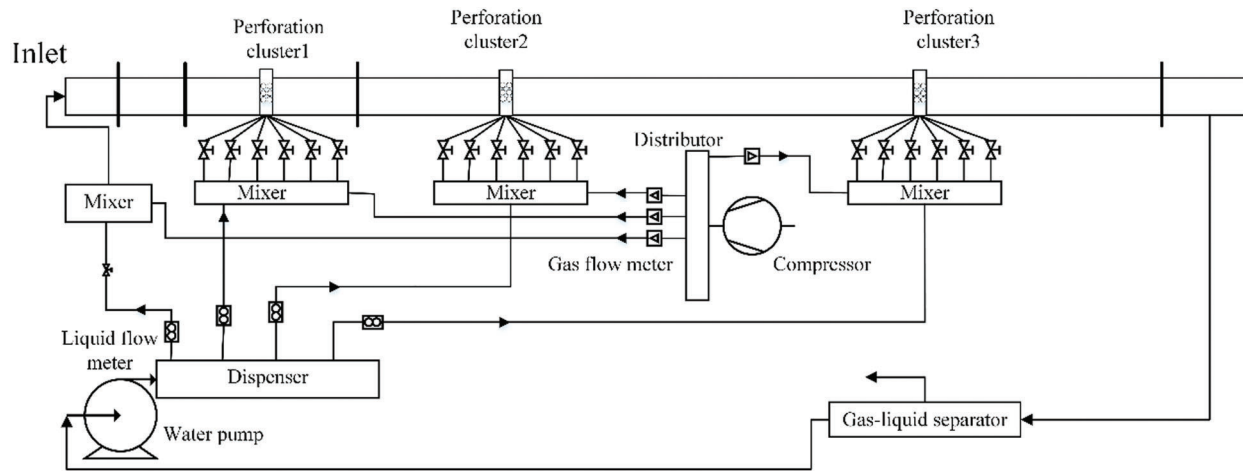 Perforation
cluster1
Perforation
cluster2
Perforation
cluster3
Inlet
Distributor
Mixer
Mixer
Mixer
Mixer
Gas flow meter
Compressor
Liquid flow
meter
Dispenser
Water pump
Gas-liquid separator